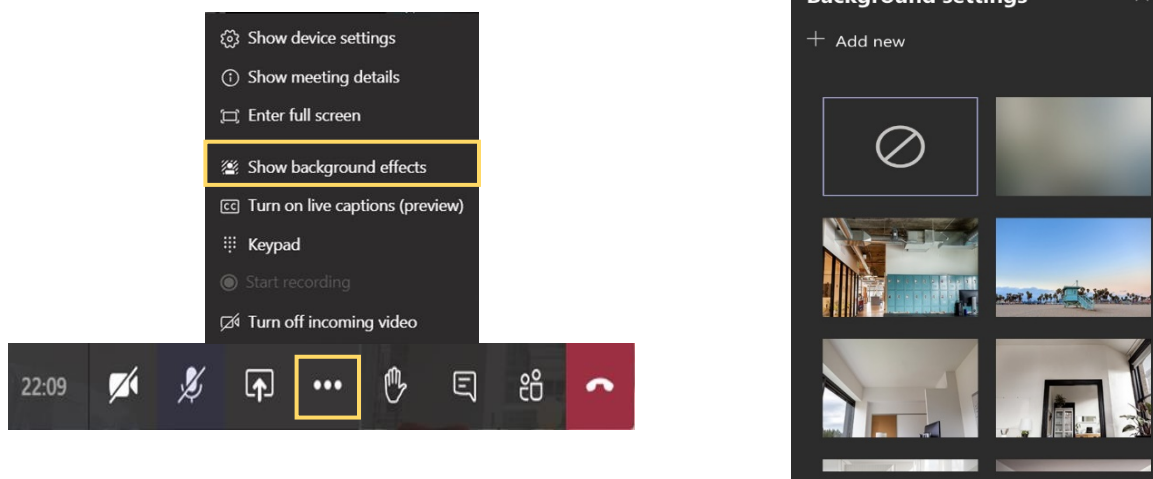 Show device settings
Show meeting details
Enter full screen
Show background effects
CC Turn on live captions (preview)
Keypad
Start recording
Turn off incoming video
22:09
Background settings
+ Add new